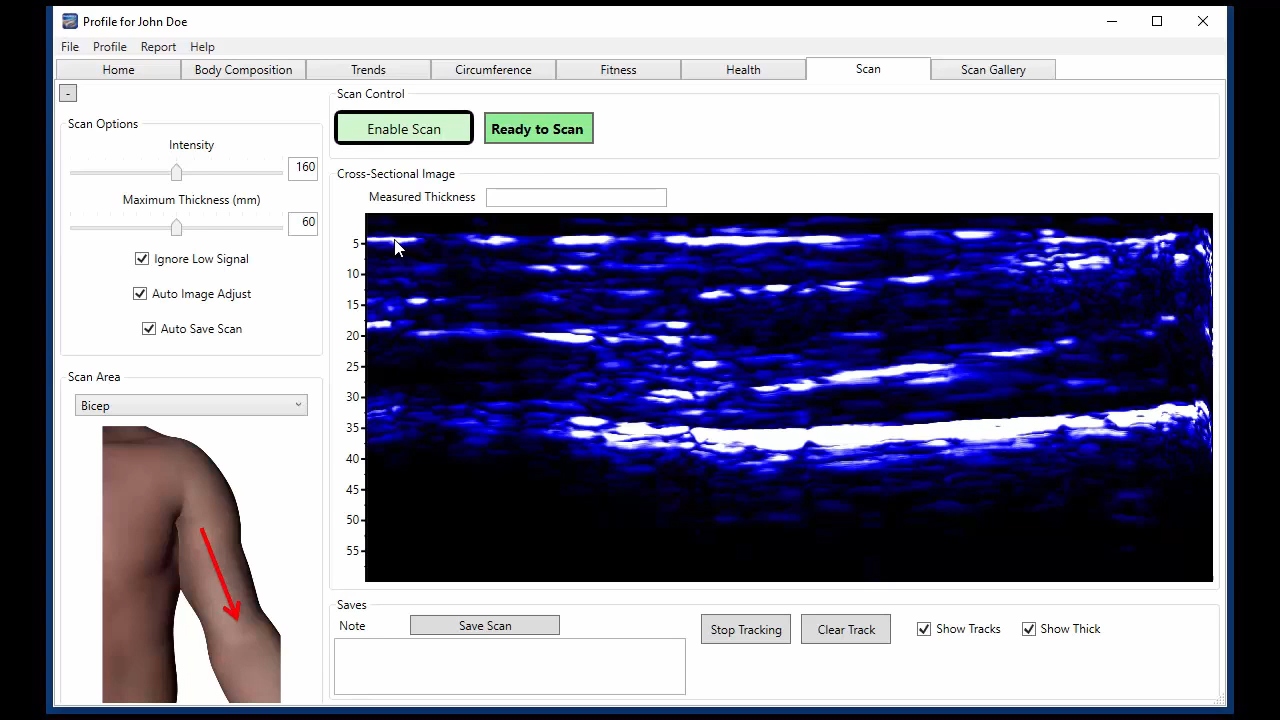 Profile for John Doe
File Profile Report Help
Home Body Composition Trends Circumference Fitness Health Scan Scan Gallery
-
Scan Options
Intensity
160
Maximum Thickness (mm)
60
Ignore Low Signal
Auto Image Adjust
Auto Save Scan
Scan Area
Bicep
Scan Control
Enable Scan Ready to Scan
Cross-Sectional Image
Measured Thickness
5
10
15
20
25
30
35
40
45
50
55
Saves
Note Save Scan
Stop Tracking Clear Track Show Tracks Show Thick